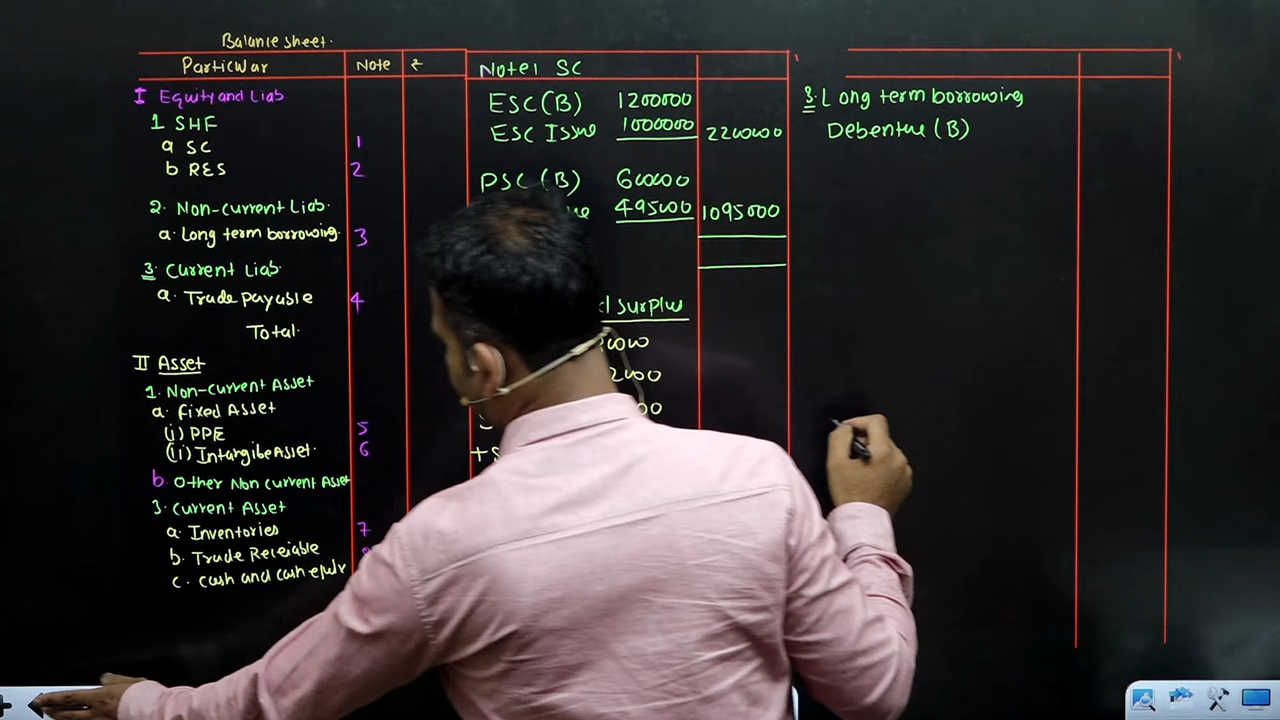 Balance sheet.
Particular Note ₹
I Equity and Liab
1 SHF
a SC 1
b RES 2
2. Non-current Liab.
a. Long term borrowing. 3
3. Current Liab.
a. Trade payable 4
Total.
II Asset
1. Non-current Asset
a. fixed Asset
(i) PPE 5
(ii) Intangible Asset. 6
b. Other Non current Asset
3. Current Asset
a. Inventories 7
b. Trade Receiable
c. Cash and cash
Note1 SC
ESC (B) 1200000
ESC Issue 1000000 2200000
PSC (B) 600000
495000 1095000
surplus
3. Long term borrowing
Debentue (B)